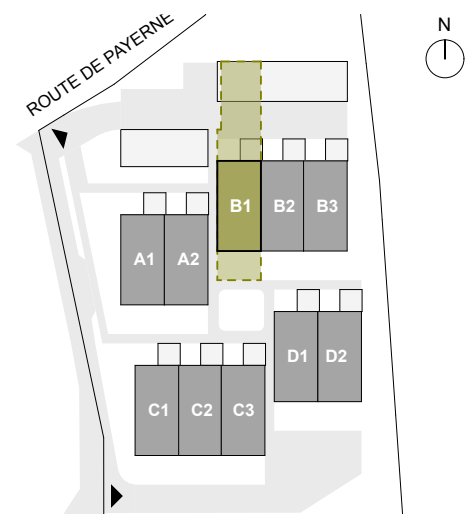 N
ROUTE DE PAYERNE
B1 B2 B3
A1 A2
D1 D2
C1 C2 C3